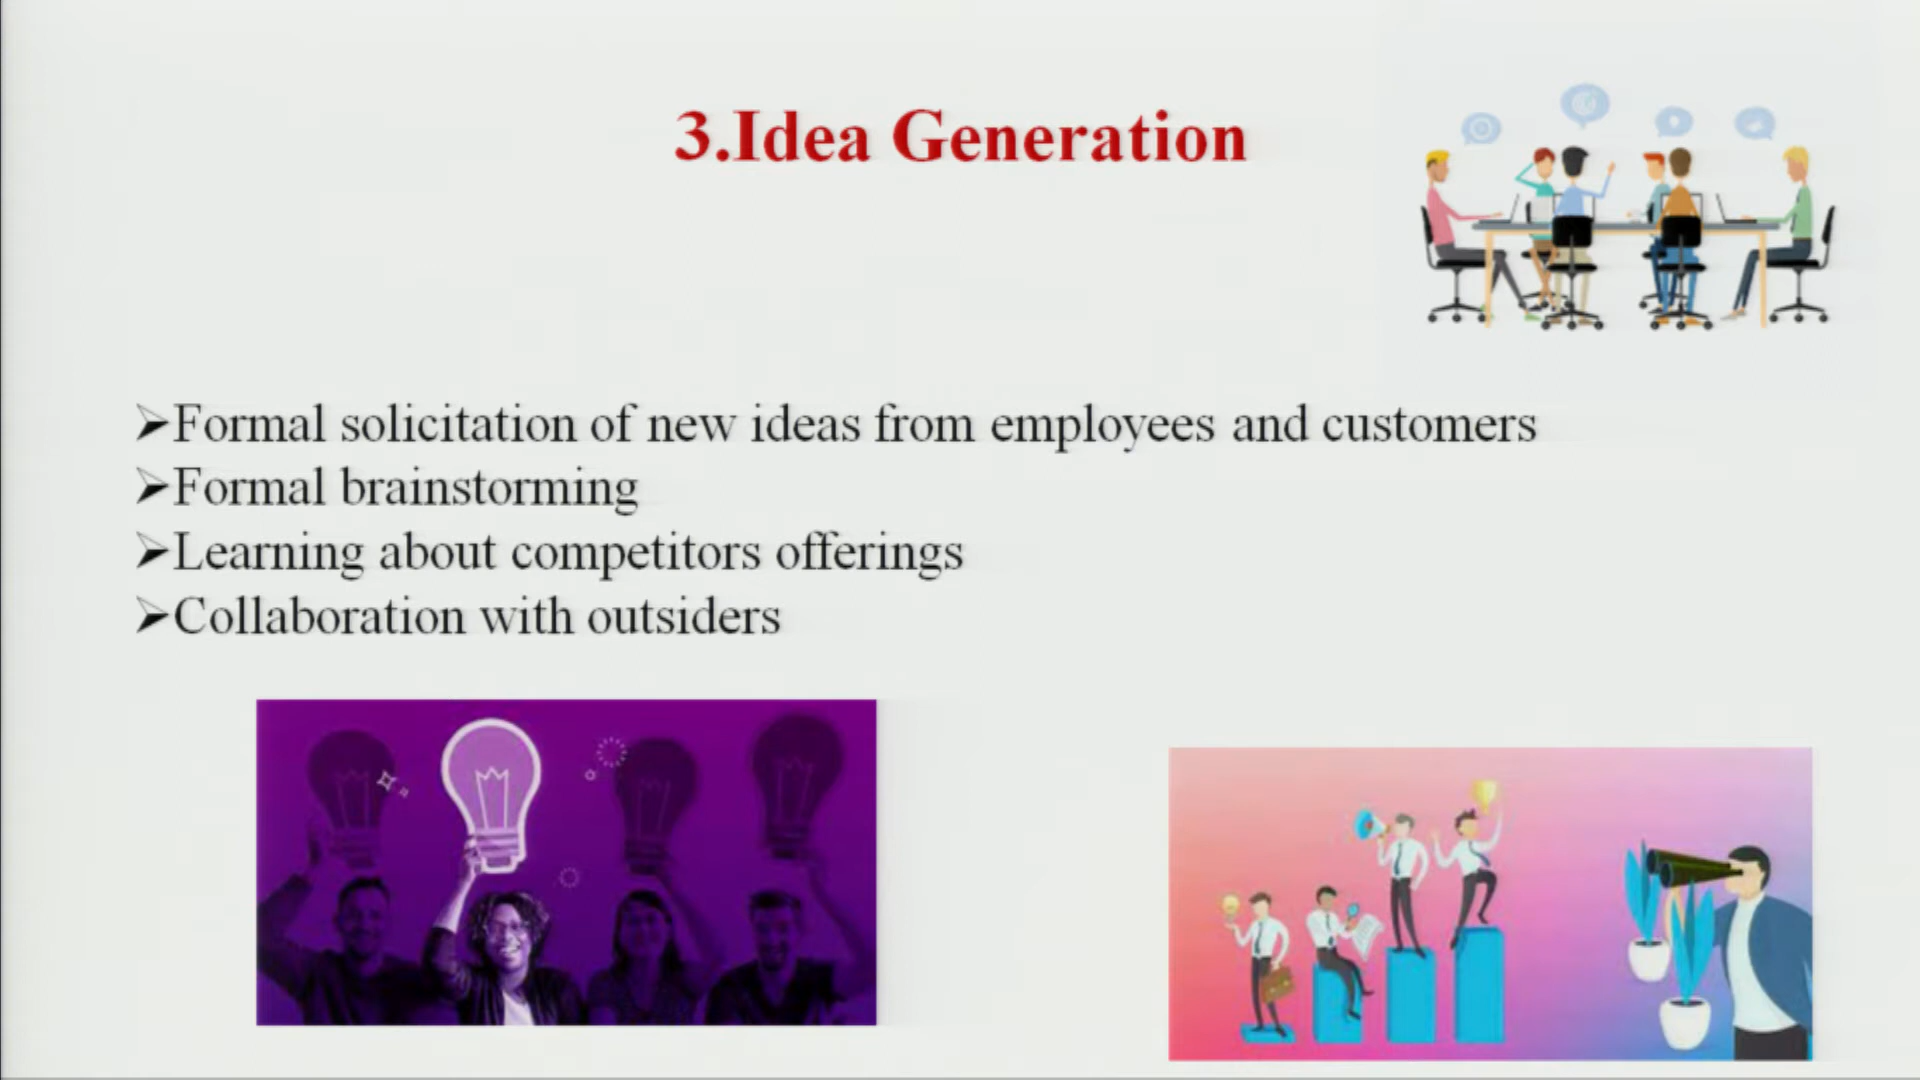 3.Idea Generation
➢Formal solicitation of new ideas from employees and customers
➢Formal brainstorming
➢Learning about competitors offerings
➢Collaboration with outsiders